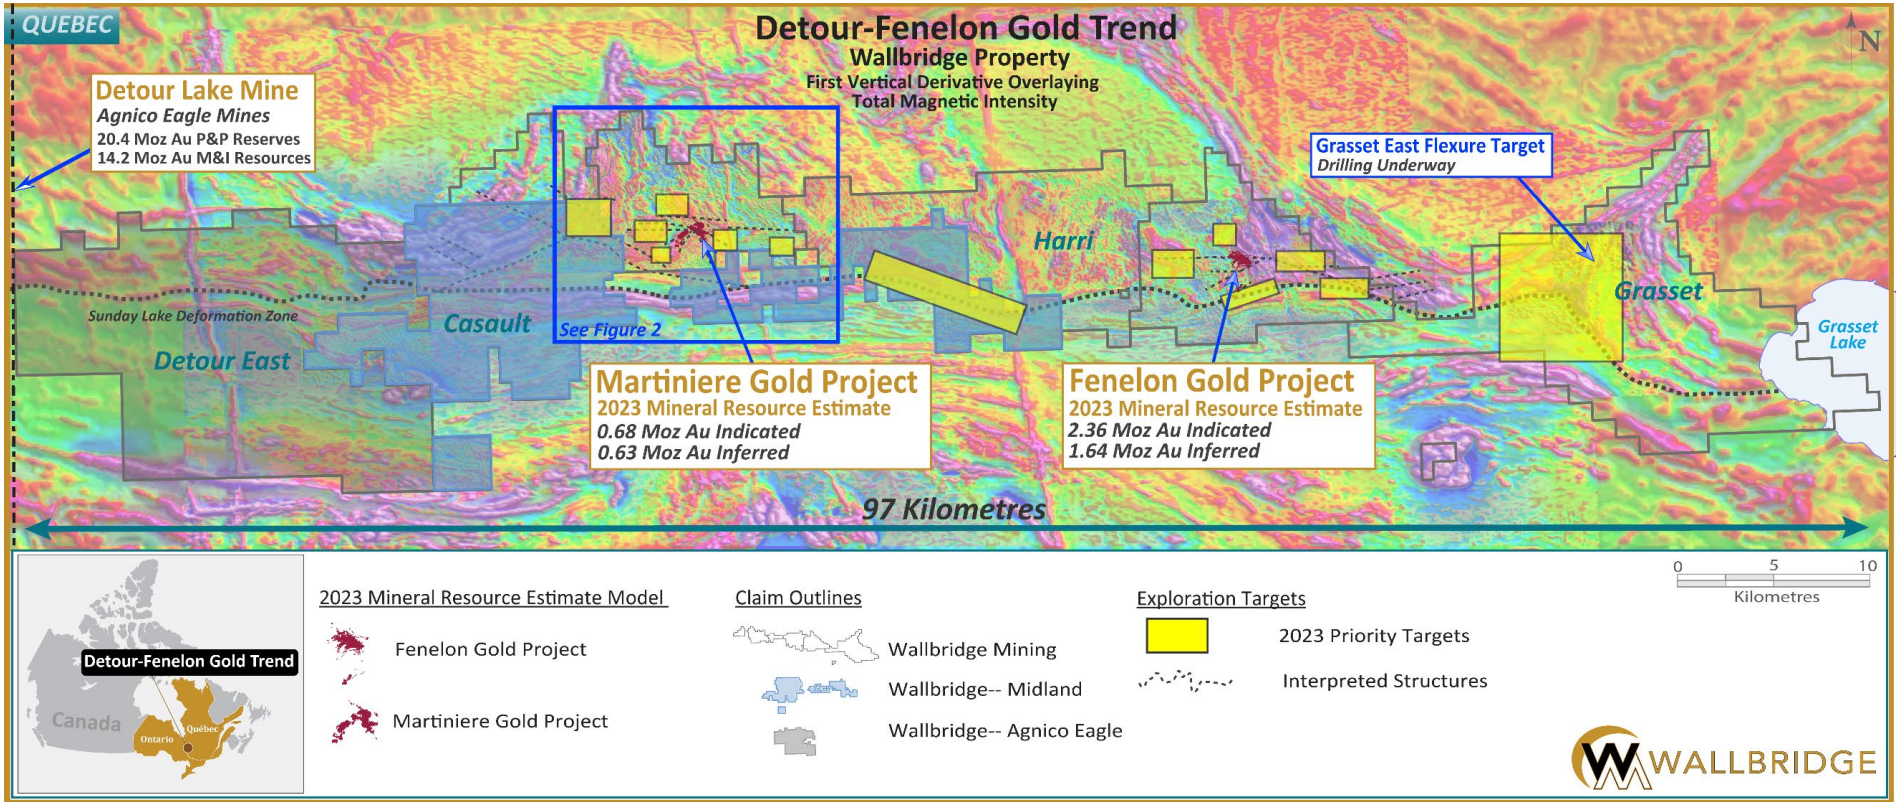 QUEBEC
Detour-Fenelon Gold Trend
Wallbridge Property
First Vertical Derivative Overlaying
Total Magnetic Intensity
N
Detour Lake Mine
Agnico Eagle Mines
20.4 Moz Au P&P Reserves
14.2 Moz Au M&I Resources
Grasset East Flexure Target
Drilling Underway
Harri
Grasset
Sunday Lake Deformation Zone
Casault
See Figure 2
Detour East
Grasset
Lake
Martiniere Gold Project
2023 Mineral Resource Estimate
0.68 Moz Au Indicated
0.63 Moz Au Inferred
Fenelon Gold Project
2023 Mineral Resource Estimate
2.36 Moz Au Indicated
1.64 Moz Au Inferred
97 Kilometres
Detour-Fenelon Gold Trend
Canada
Ontario
Québec
2023 Mineral Resource Estimate Model
Fenelon Gold Project
Martiniere Gold Project
Claim Outlines
Wallbridge Mining
Wallbridge-- Midland
Wallbridge-- Agnico Eagle
Exploration Targets
2023 Priority Targets
Interpreted Structures
0 5 10
Kilometres
WALLBRIDGE